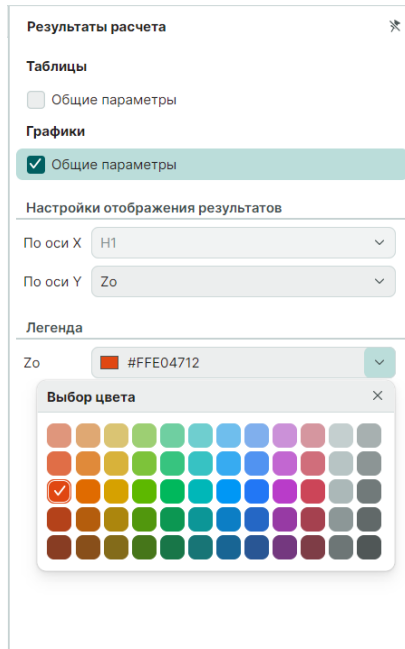 Результаты расчета
Таблицы
Общие параметры
Графики
Общие параметры
Настройки отображения результатов
По оси X H1
По оси Y Zo
Легенда
Zo #FFE04712
Выбор цвета